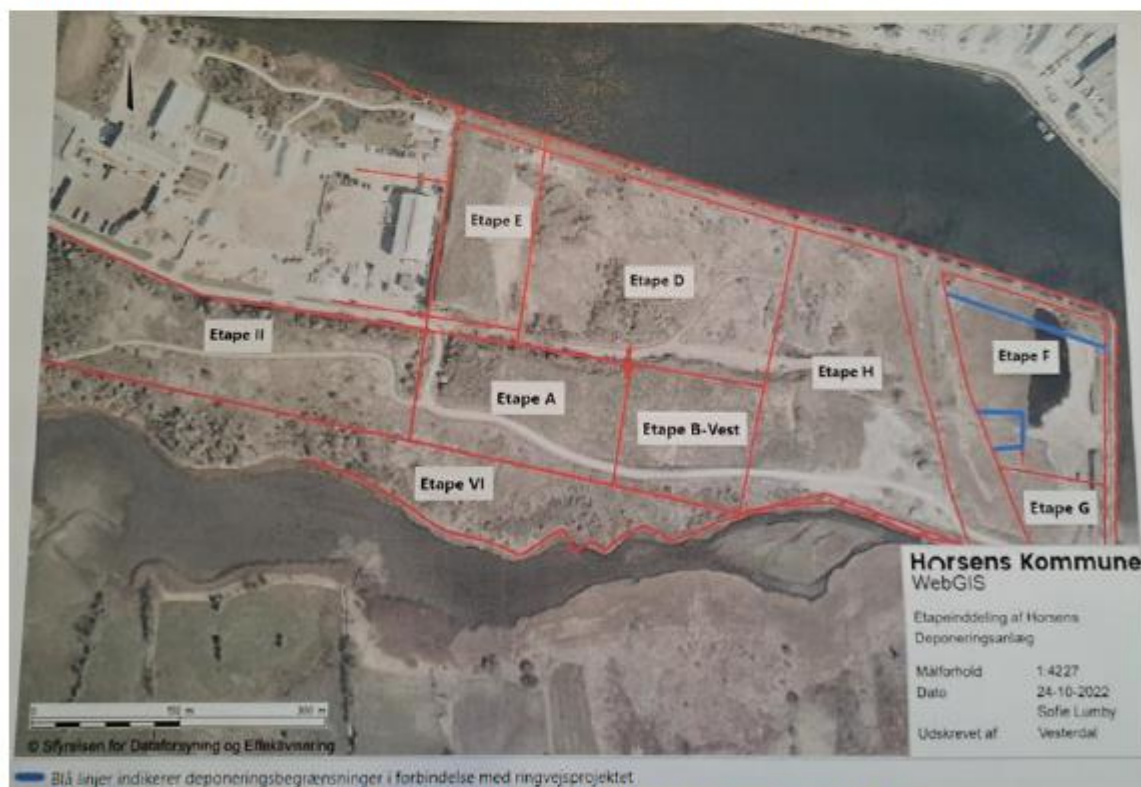 Etape E
Etape D
Etape II
Etape H
Etape F
Etape A
Etape B-Vest
Etape VI
Etape G
Horsens Kommune
WebGIS
Etapeinddeling af Horsens
Deponeringsanlæg
Målforhold 1:4227
Dato 24-10-2022
Sofie Lumby
Udskrevet af Vesterdal
0 150 m 300 m
© Styrelsen for Dataforsyning og Effektivisering
Blå linjer indikerer deponeringsbegrænsninger i forbindelse med ringvejsprojektet